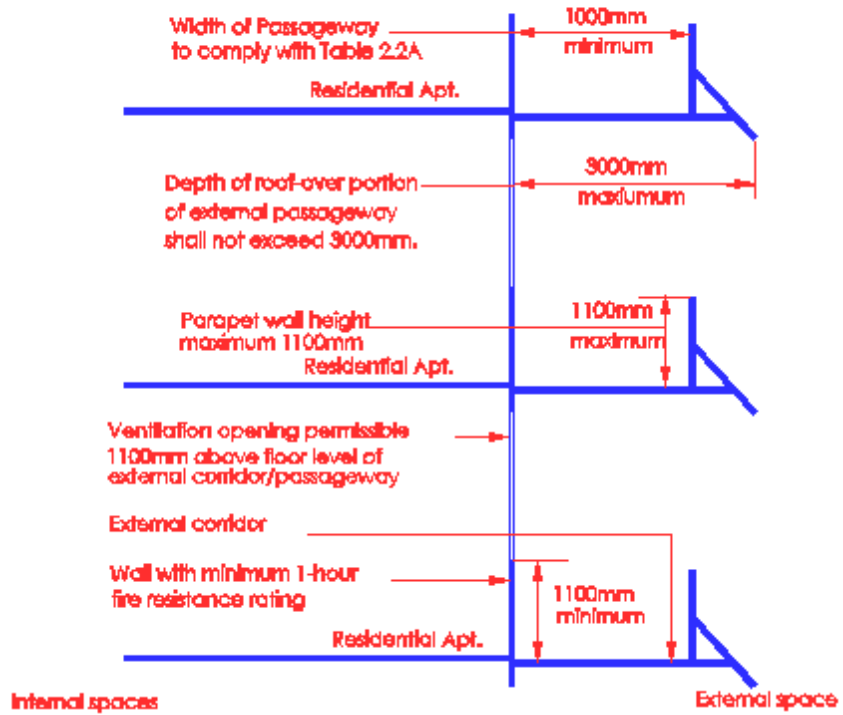 Width of Passageway
to comply with Table 2.2A
1000mm
minimum
Residential Apt.
Depth of roof-over portion
of external passageway
shall not exceed 3000mm.
3000mm
maxiumum
Parapet wall height
maximum 1100mm
1100mm
maximum
Residential Apt.
Ventilation opening permissible
1100mm above floor level of
external corridor/passageway
External corridor
Wall with minimum 1-hour
fire resistance rating
1100mm
minimum
Residential Apt.
Internal spaces
External space